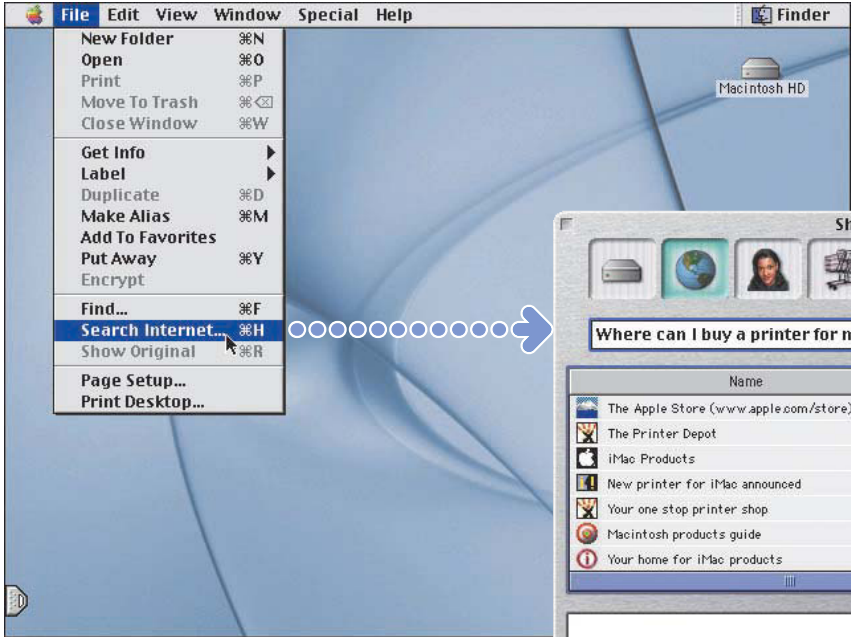 File Edit View Window Special Help Finder
New Folder ⌘N
Open ⌘O
Print ⌘P
Move To Trash ⌘⌫
Close Window ⌘W
Get Info
Label
Duplicate ⌘D
Make Alias ⌘M
Add To Favorites
Put Away ⌘Y
Encrypt
Find... ⌘F
Search Internet... ⌘H
Show Original ⌘R
Page Setup...
Print Desktop...
Macintosh HD
Sh
Where can I buy a printer for m
Name
The Apple Store (www.apple.com/store)
The Printer Depot
iMac Products
New printer for iMac announced
Your one stop printer shop
Macintosh products guide
Your home for iMac products